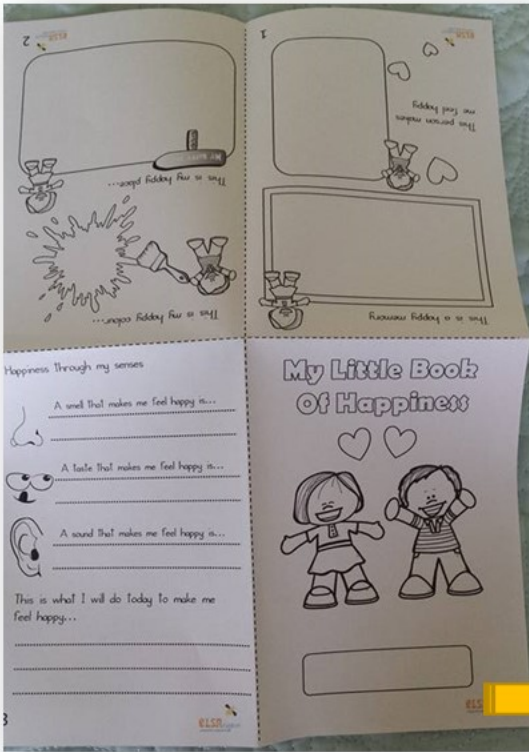 My Little Book
Of Happiness
1
This person makes
me feel happy
This is a is a happy memory
2
This is my happy place...
This is my happy colour...
Happiness through my senses
A smell that makes me feel happy is...
A taste that makes me feel happy is...
A sound that makes me feel happy is...
This is what I will do today to make me
feel happy...
3
ELSA